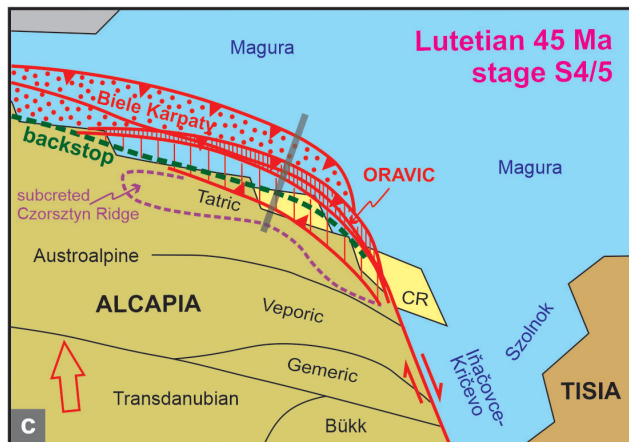 Lutetian 45 Ma
stage S4/5
Magura
Biele Karpaty
backstop
Magura
ORAVIC
subcreted
Czorsztyn Ridge
Tatric
Austroalpine
CR
ALCAPIA
Veporic
Szolnok
Iňačovce-
Kričevo
Gemeric
TISIA
Transdanubian
Bükk
C